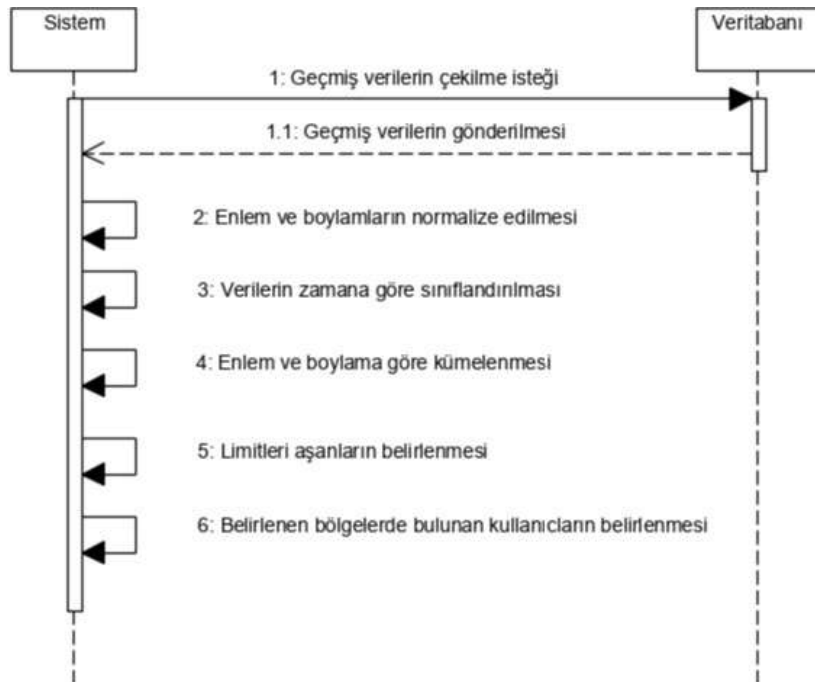 Sistem
Veritabanı
1: Geçmiş verilerin çekilme isteği
1.1: Geçmiş verilerin gönderilmesi
2: Enlem ve boylamların normalize edilmesi
3: Verilerin zamana göre sınıflandırılması
4: Enlem ve boylama göre kümelenmesi
5: Limitleri aşanların belirlenmesi
6: Belirlenen bölgelerde bulunan kullanıcların belirlenmesi